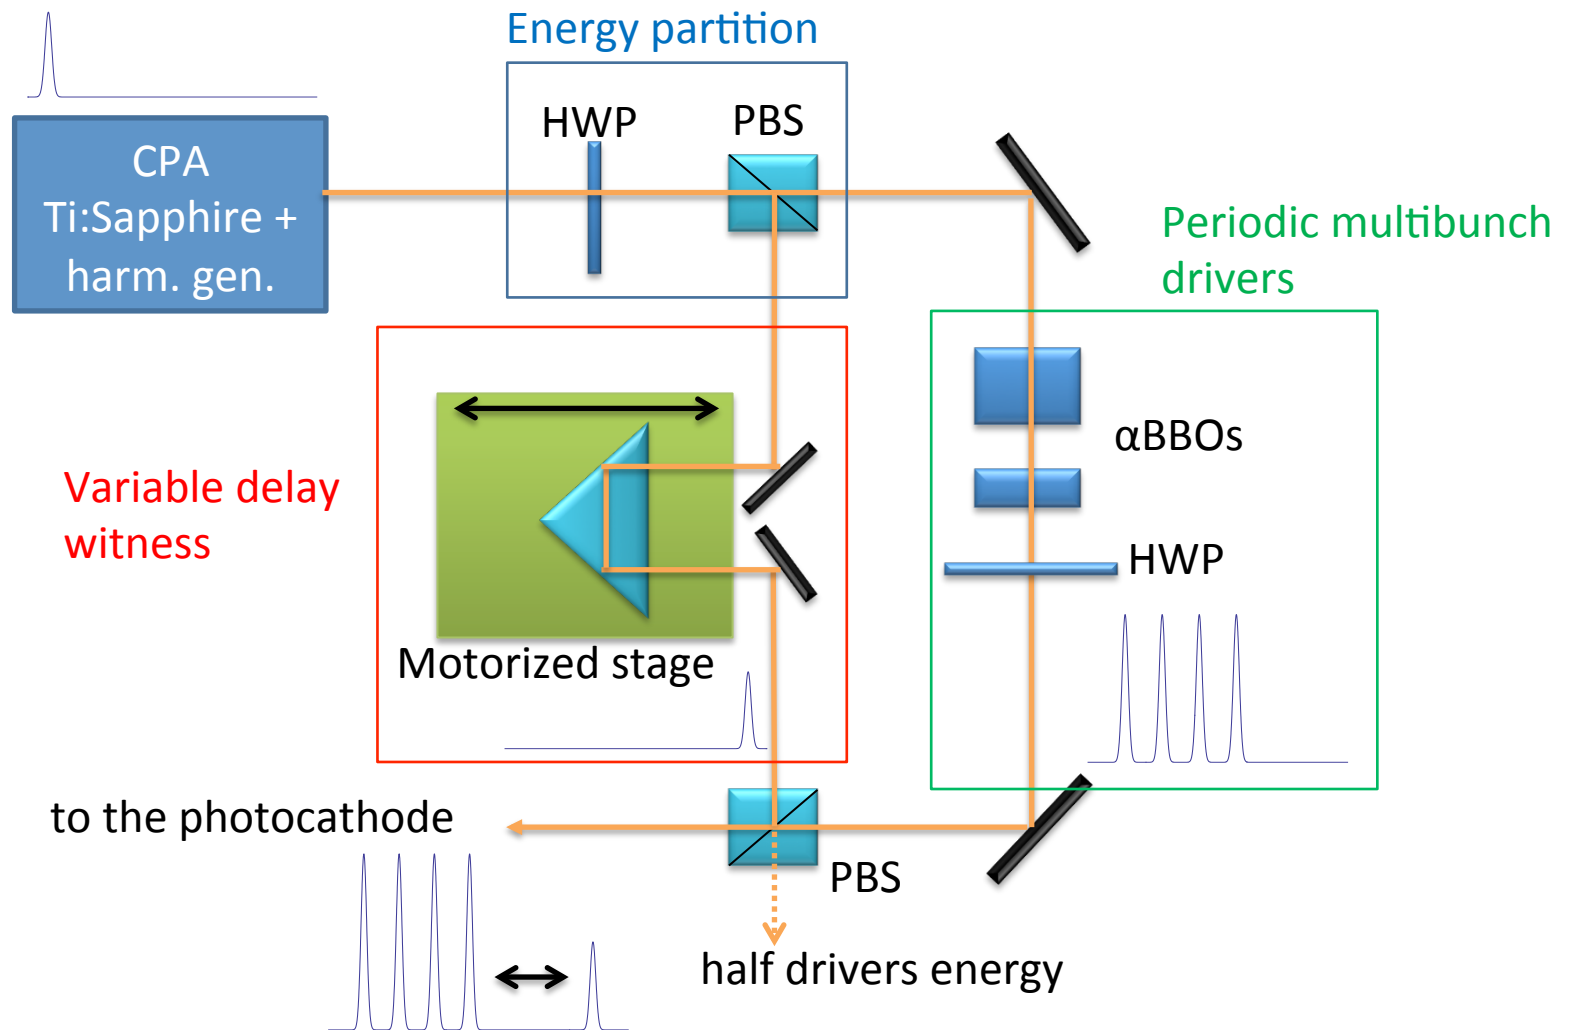 Energy partition
HWP
PBS
CPA
Ti:Sapphire +
harm. gen.
Periodic multibunch
drivers
αBBOs
HWP
Variable delay
witness
Motorized stage
to the photocathode
PBS
half drivers energy